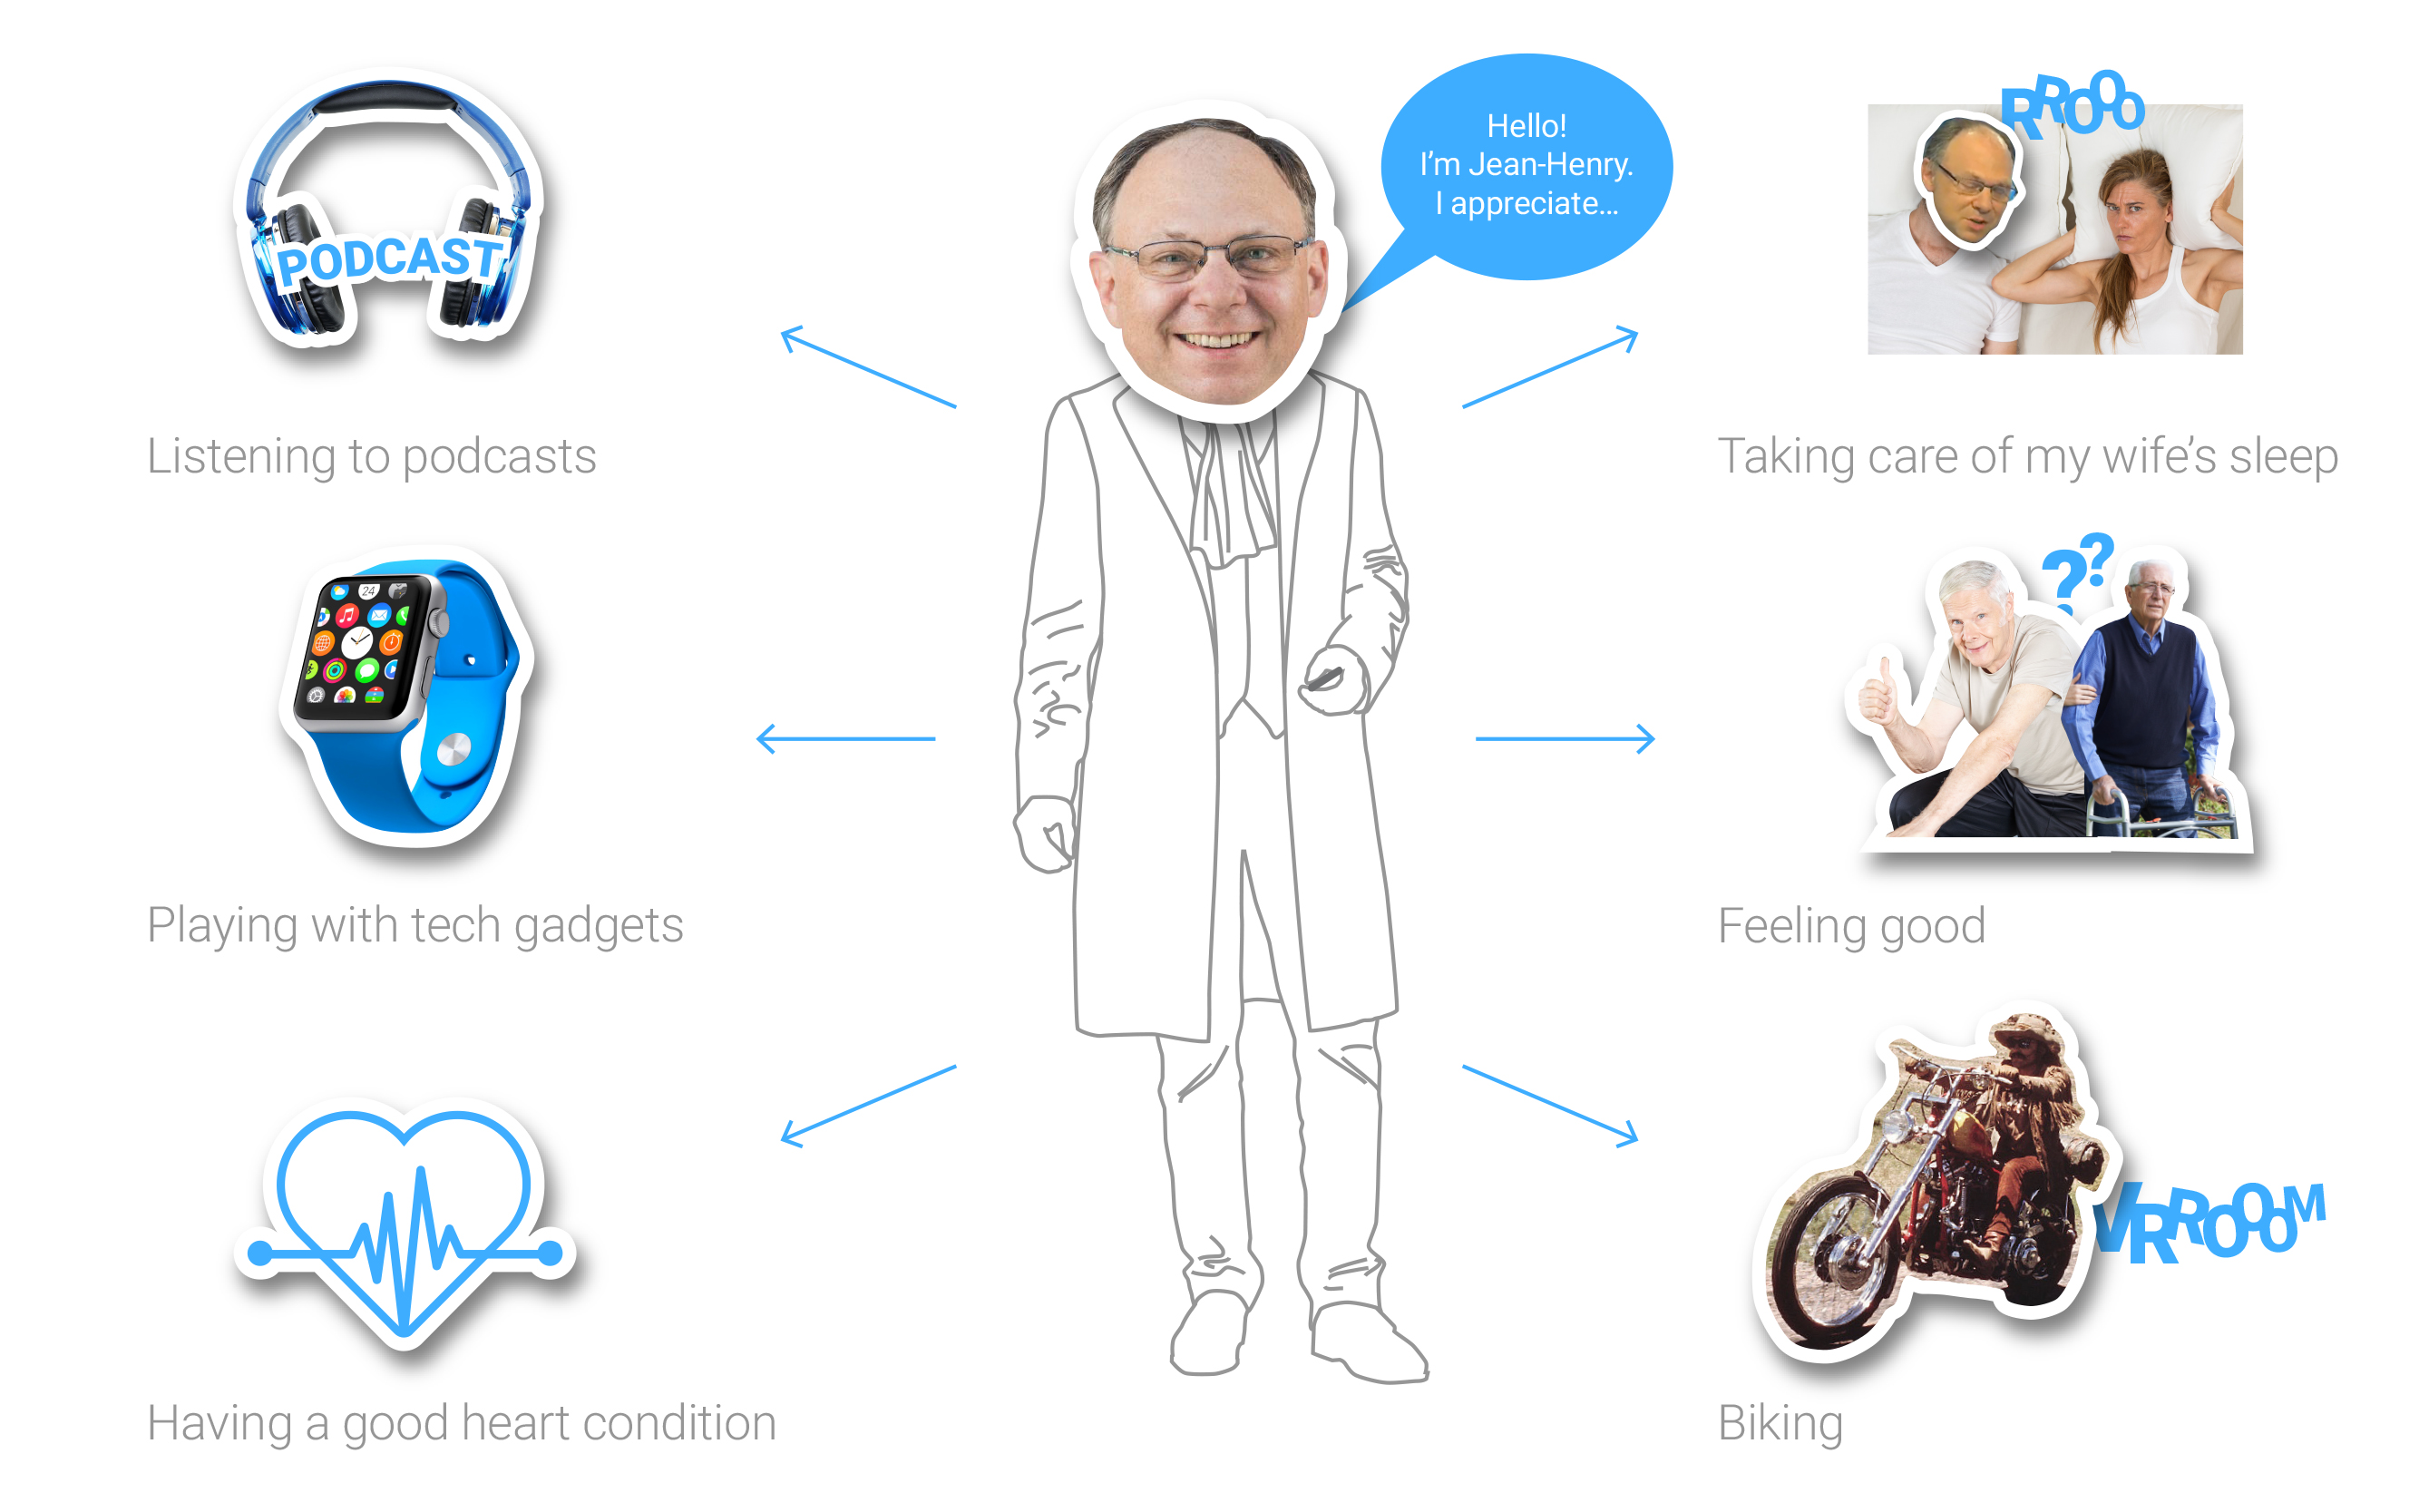 Hello!
I'm Jean-Henry.
I appreciate...
PODCAST
Listening to podcasts
RROOO
Taking care of my wife's sleep
24
Playing with tech gadgets
??
Feeling good
Having a good heart condition
VRROOOM
Biking